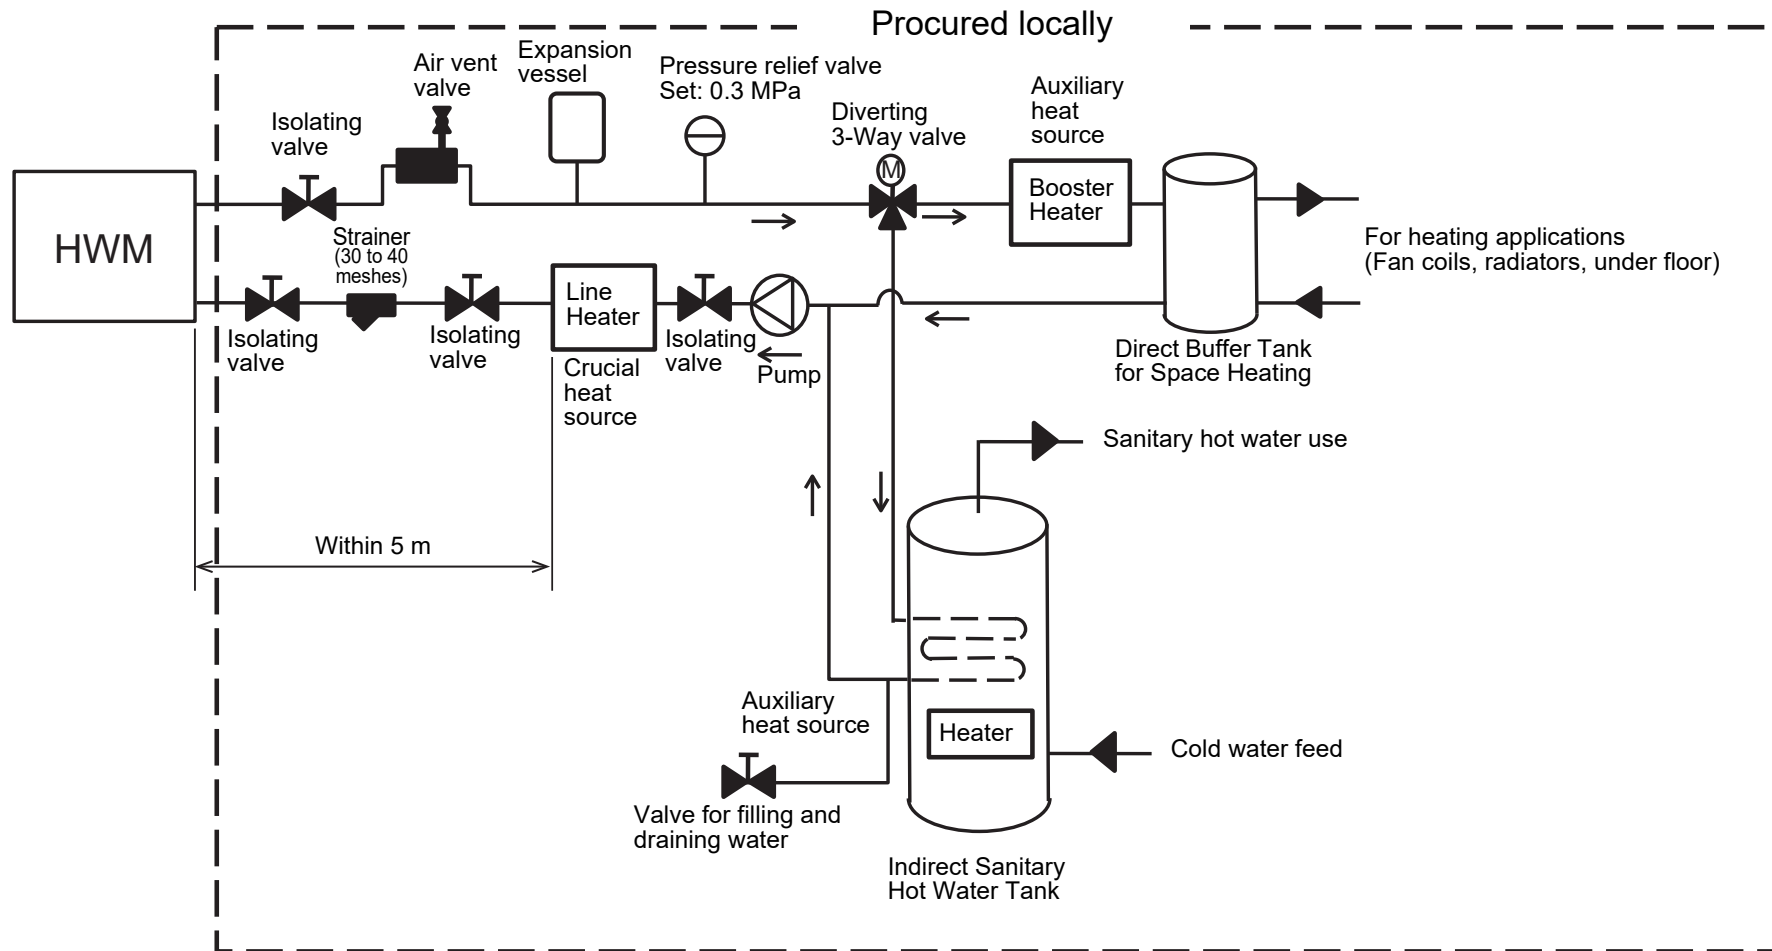 Procured locally
Air vent
valve
Expansion
vessel
Pressure relief valve
Set: 0.3 MPa
Isolating
valve
Diverting
3-Way valve
M
Auxiliary
heat
source
Booster
Heater
HWM
Strainer
(30 to 40
meshes)
For heating applications
(Fan coils, radiators, under floor)
Line
Heater
Isolating
valve
Isolating
valve
Isolating
valve
Crucial
heat
source
Pump
Direct Buffer Tank
for Space Heating
Sanitary hot water use
Within 5 m
Auxiliary
heat source
Heater
Cold water feed
Valve for filling and
draining water
Indirect Sanitary
Hot Water Tank